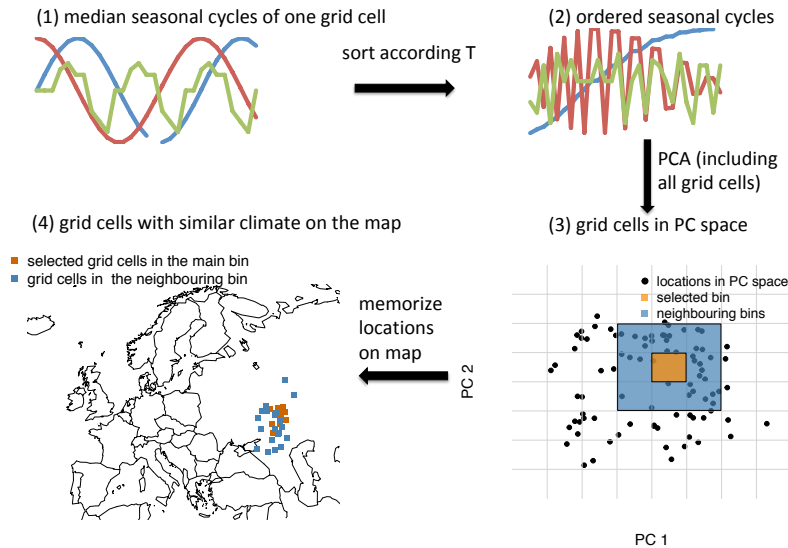 (1) median seasonal cycles of one grid cell
sort according T
(2) ordered seasonal cycles
PCA (including
all grid cells)
(3) grid cells in PC space
locations in PC space
selected bin
neighbouring bins
PC 2
PC 1
memorize
locations
on map
(4) grid cells with similar climate on the map
selected grid cells in the main bin
grid cells in the neighbouring bin